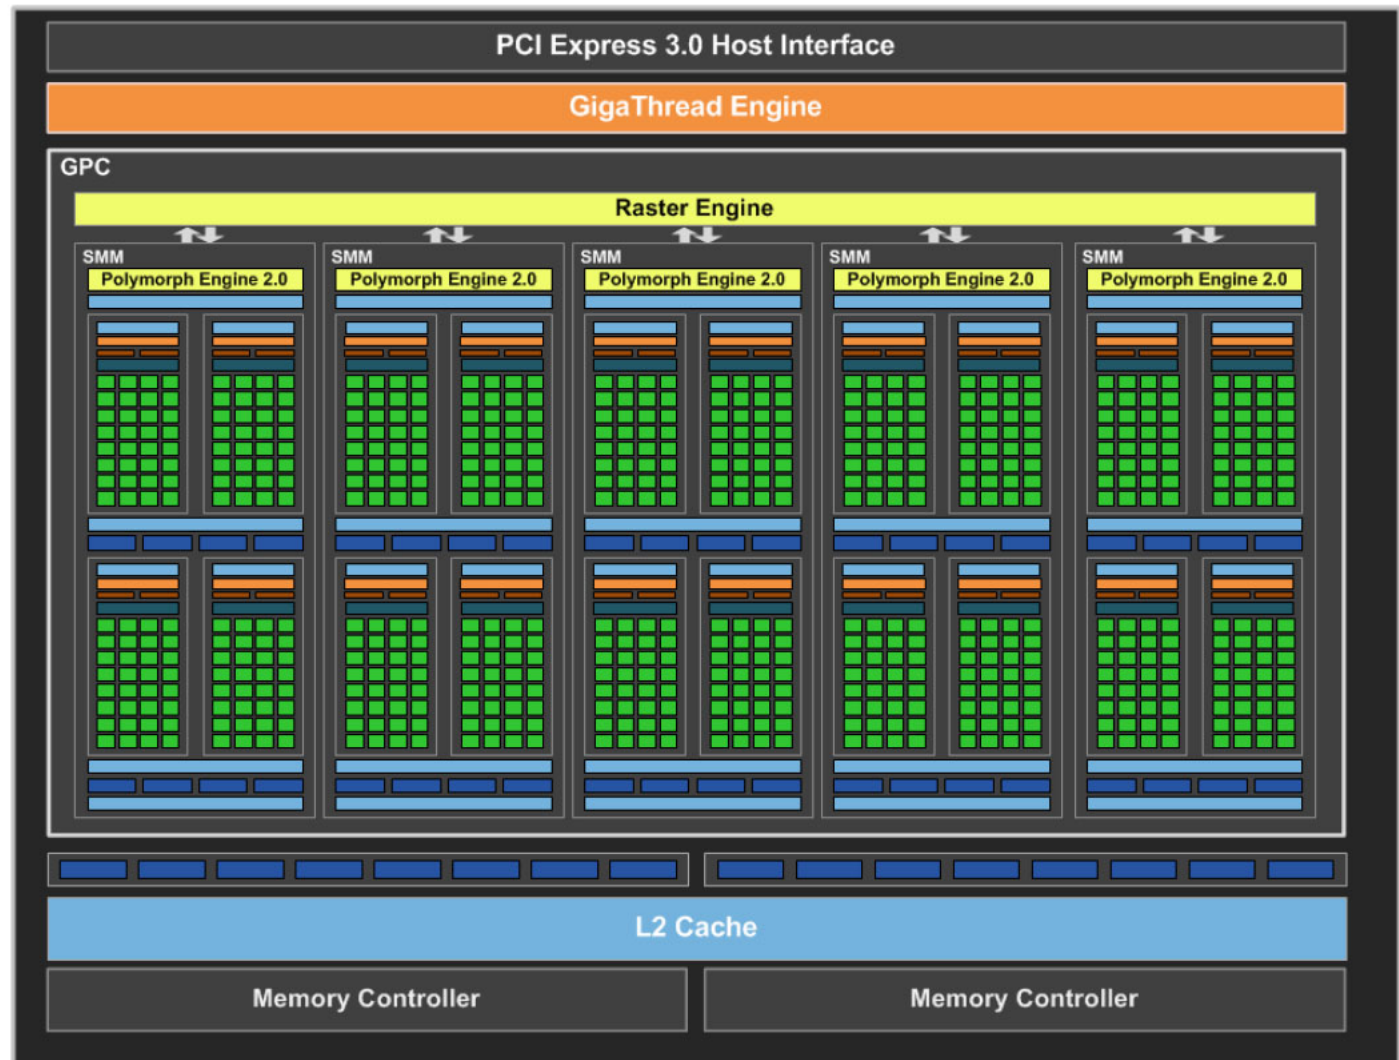 PCI Express 3.0 Host Interface
GigaThread Engine
GPC
Raster Engine
SMM
Polymorph Engine 2.0
SMM
Polymorph Engine 2.0
SMM
Polymorph Engine 2.0
SMM
Polymorph Engine 2.0
SMM
Polymorph Engine 2.0
L2 Cache
Memory Controller
Memory Controller